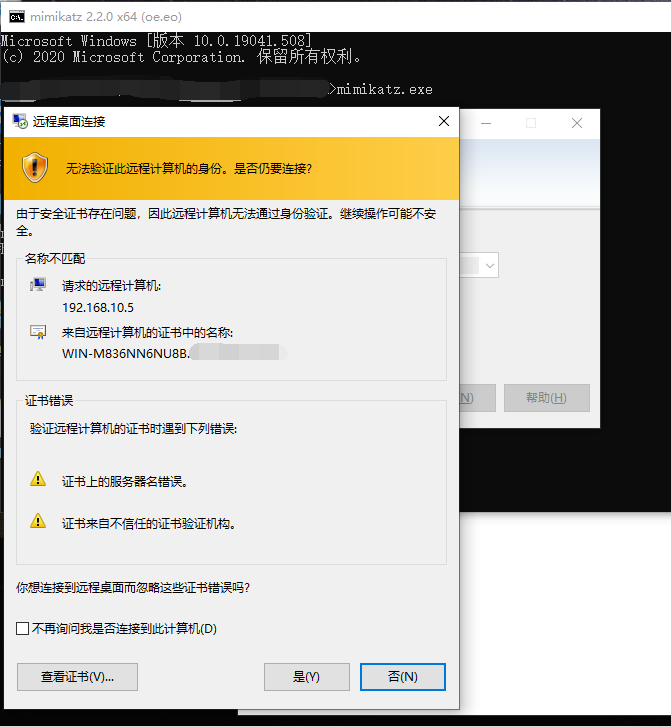 mimikatz 2.2.0 x64 (oe.eo)
Microsoft Windows [版本 10.0.19041.508]
(c) 2020 Microsoft Corporation. 保留所有权利。
>mimikatz.exe
远程桌面连接
无法验证此远程计算机的身份。是否仍要连接?
由于安全证书存在问题，因此远程计算机无法通过身份验证。继续操作可能不安
全。
名称不匹配
请求的远程计算机:
192.168.10.5
来自远程计算机的证书中的名称:
WIN-M836NN6NU8B.
证书错误
验证远程计算机的证书时遇到下列错误:
证书上的服务器名错误。
证书来自不信任的证书验证机构。
N)
帮助(H)
你想连接到远程桌面而忽略这些证书错误吗?
不再询问我是否连接到此计算机(D)
查看证书(V)...
是(Y)
否(N)